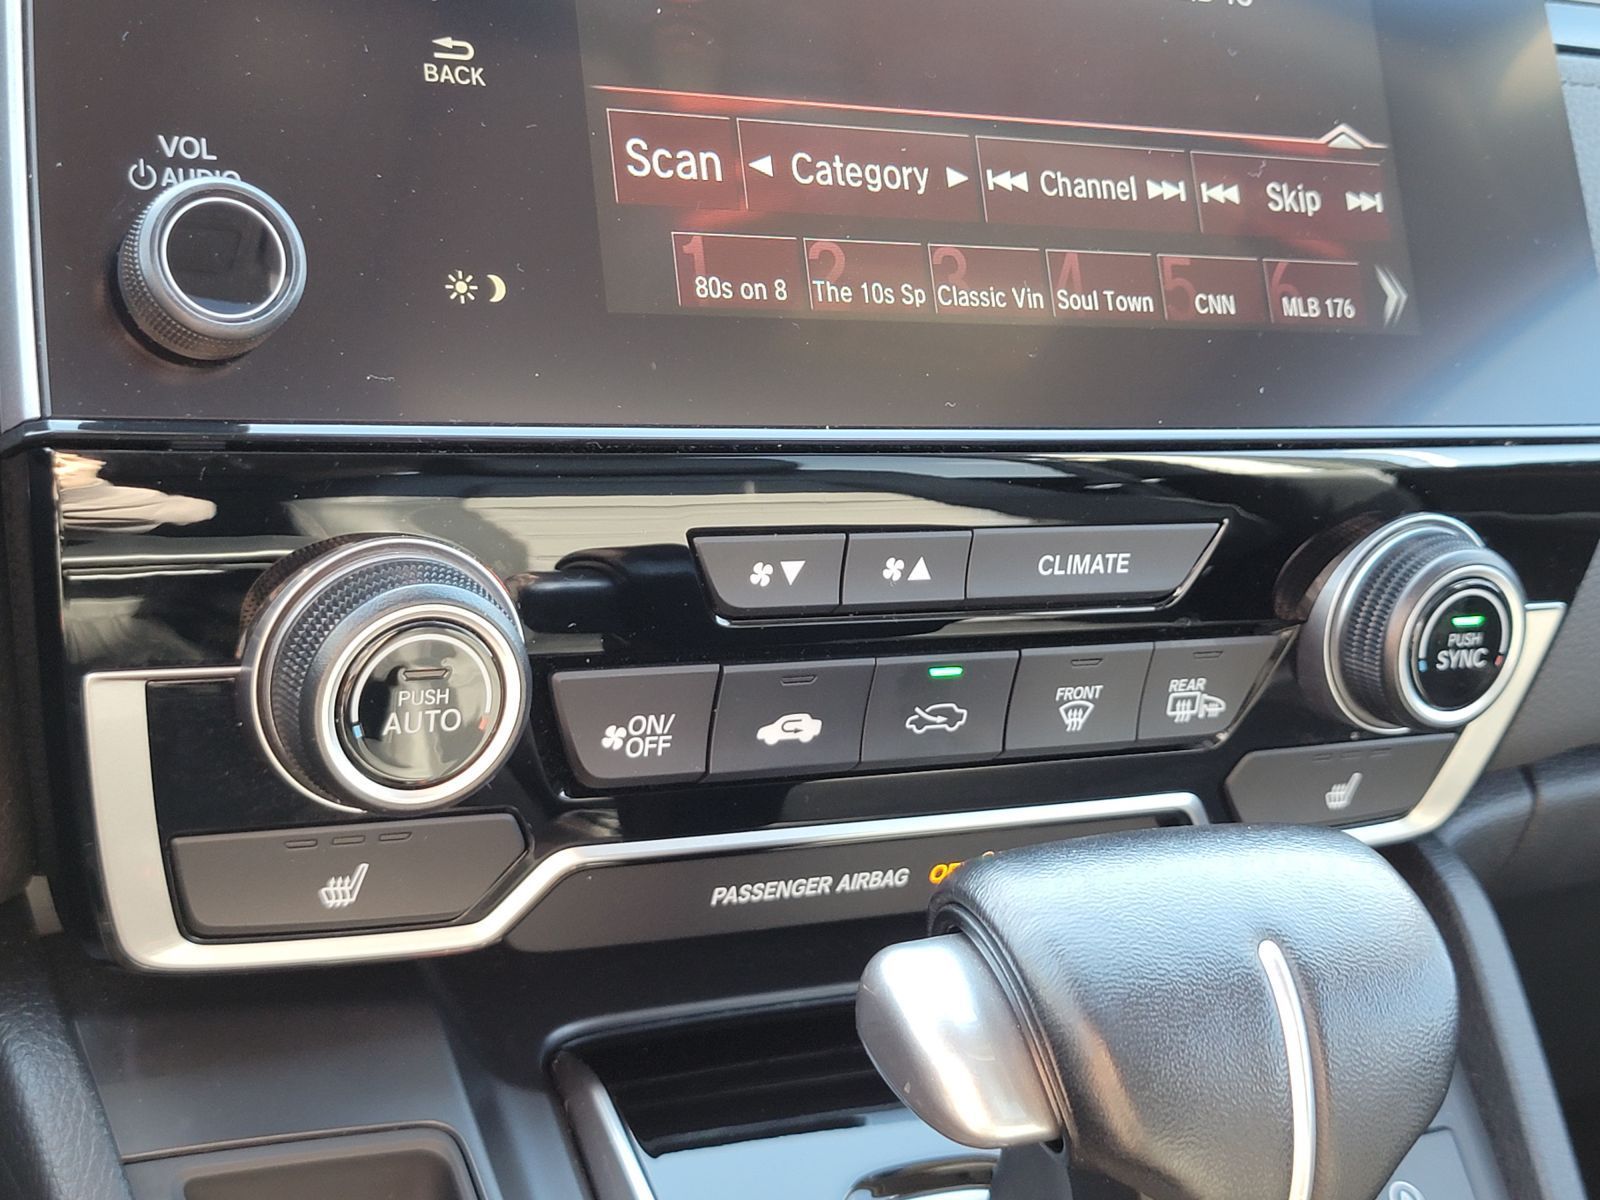 BACK
VOL
AUDIO
Scan Category Channel Skip
1 2 3 4 5 6
80s on 8 The 10s Sp Classic Vin Soul Town CNN MLB 176
CLIMATE
PUSH
AUTO
ON/
OFF
FRONT
REAR
PUSH
SYNC
PASSENGER AIRBAG